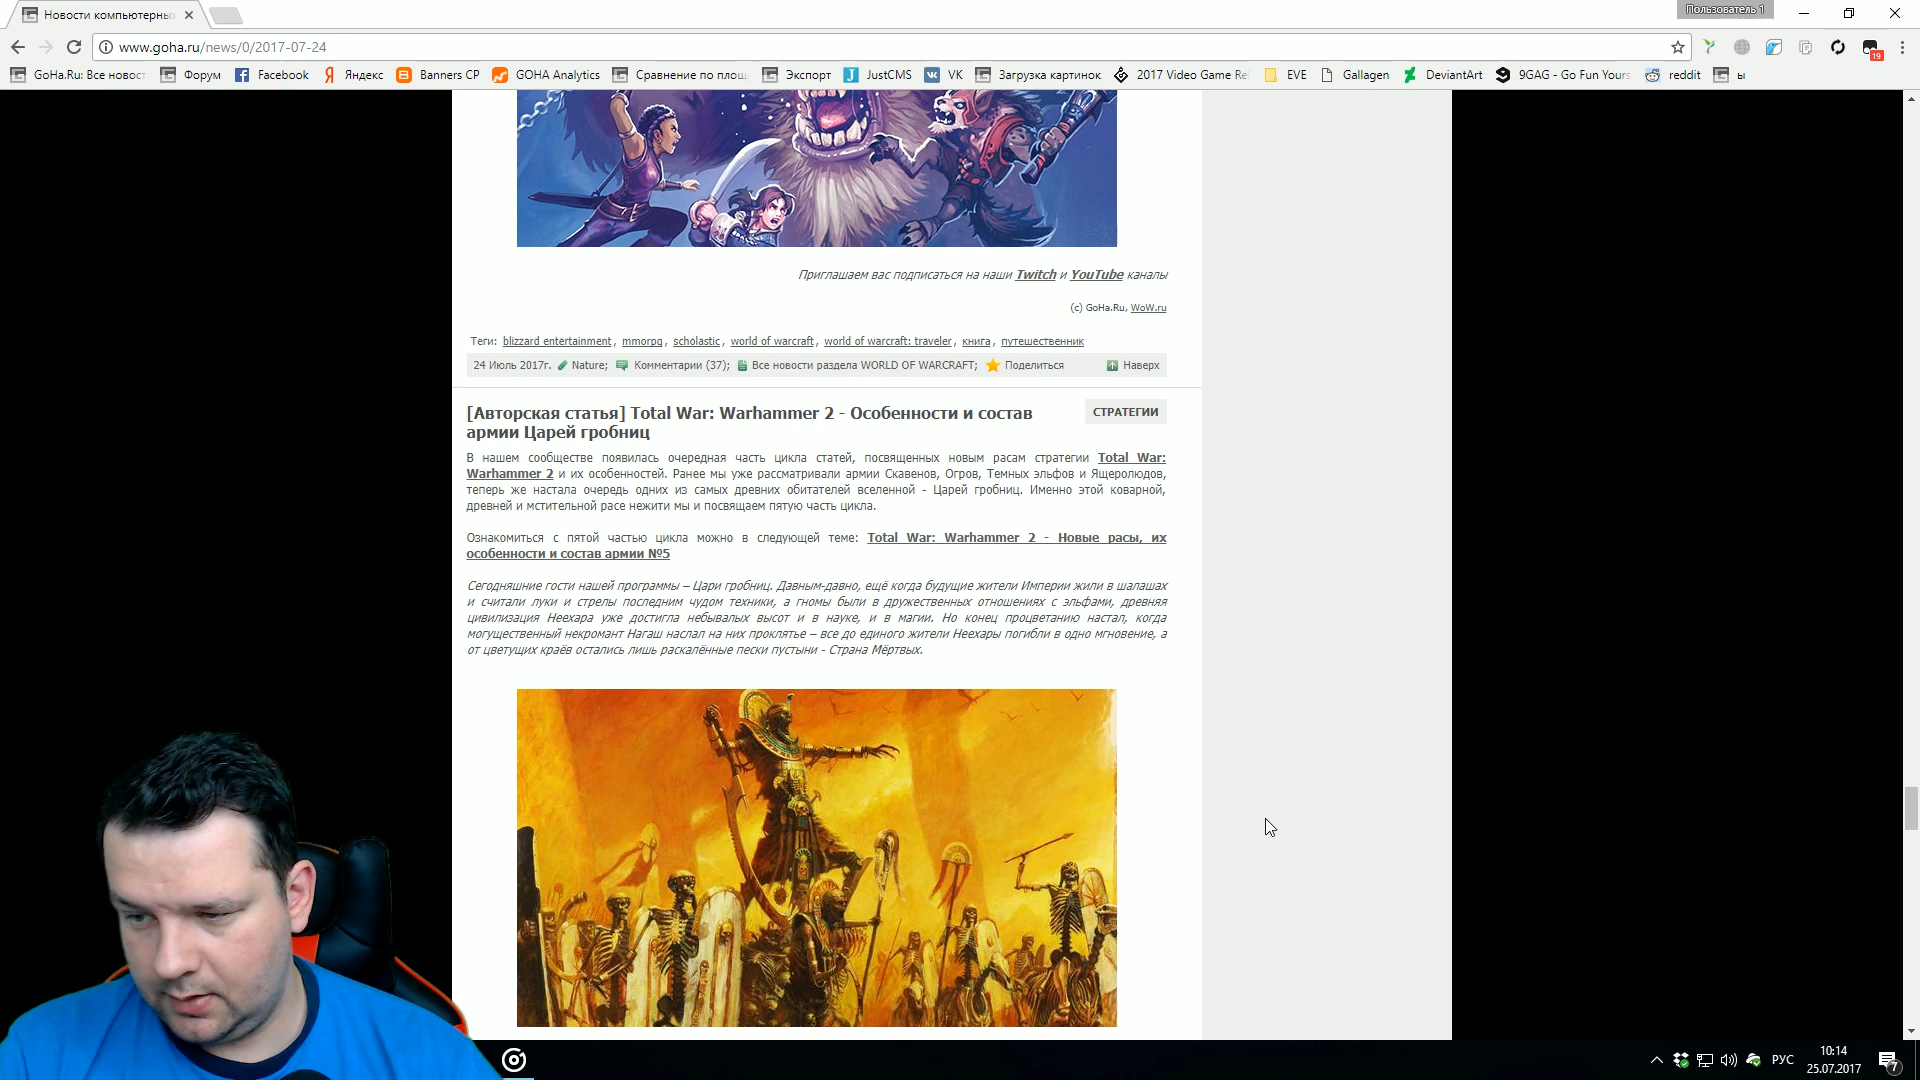 Новости компьютерны
Пользователь 1
www.goha.ru/news/0/2017-07-24
19
GoHa.Ru: Все новост Форум Facebook Яндекс Banners CP GOHA Analytics Сравнение по площ Экспорт JustCMS VK Загрузка картинок 2017 Video Game Re EVE Gallagen DeviantArt 9GAG - Go Fun Yours reddit ы
Приглашаем вас подписаться на наши Twitch и YouTube каналы
(c) GoHa.Ru, WoW.ru
Теги: blizzard entertainment, mmorpg, scholastic, world of warcraft, world of warcraft: traveler, книга, путешественник
24 Июль 2017г. Nature; Комментарии (37); Все новости раздела WORLD OF WARCRAFT; Поделиться Наверх
[Авторская статья] Total War: Warhammer 2 - Особенности и состав
армии Царей гробниц
СТРАТЕГИИ
В нашем сообществе появилась очередная часть цикла статей, посвященных новым расам стратегии Total War:
Warhammer 2 и их особенностей. Ранее мы уже рассматривали армии Скавенов, Огров, Темных эльфов и Ящеролюдов,
теперь же настала очередь одних из самых древних обитателей вселенной - Царей гробниц. Именно этой коварной,
древней и мстительной расе нежити мы и посвящаем пятую часть цикла.
Ознакомиться с пятой частью цикла можно в следующей теме: Total War: Warhammer 2 - Новые расы, их
особенности и состав армии №5
Сегодняшние гости нашей программы – Цари гробниц. Давным-давно, ещё когда будущие жители Империи жили в шалашах
и считали луки и стрелы последним чудом техники, а гномы были в дружественных отношениях с эльфами, древняя
цивилизация Неехара уже достигла небывалых высот и в науке, и в магии. Но конец процветанию настал, когда
могущественный некромант Нагаш наслал на них проклятье – все до единого жители Неехары погибли в одно мгновение, а
от цветущих краёв остались лишь раскалённые пески пустыни - Страна Мёртвых.
РУС
10:14
25.07.2017
7